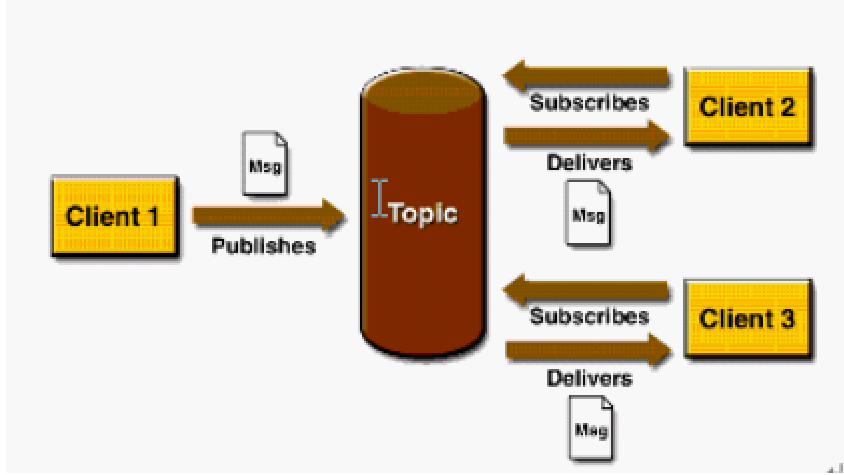 Client 1
Msg
Publishes
Topic
Subscribes
Client 2
Delivers
Msg
Subscribes
Client 3
Delivers
Msg